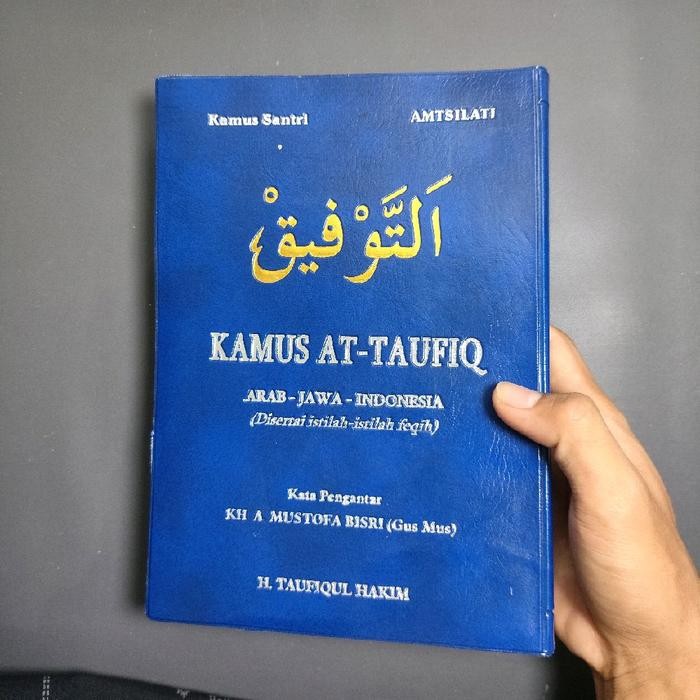 Kamus Santri AMTSILATI
اَلتَّوْفِيقْ
KAMUS AT-TAUFIQ
ARAB - JAWA - INDONESIA
(Disertai istilah-istilah feqih)
Kata Pengantar
KH A MUSTOFA BISRI (Gus Mus)
H. TAUFIQUL HAKIM